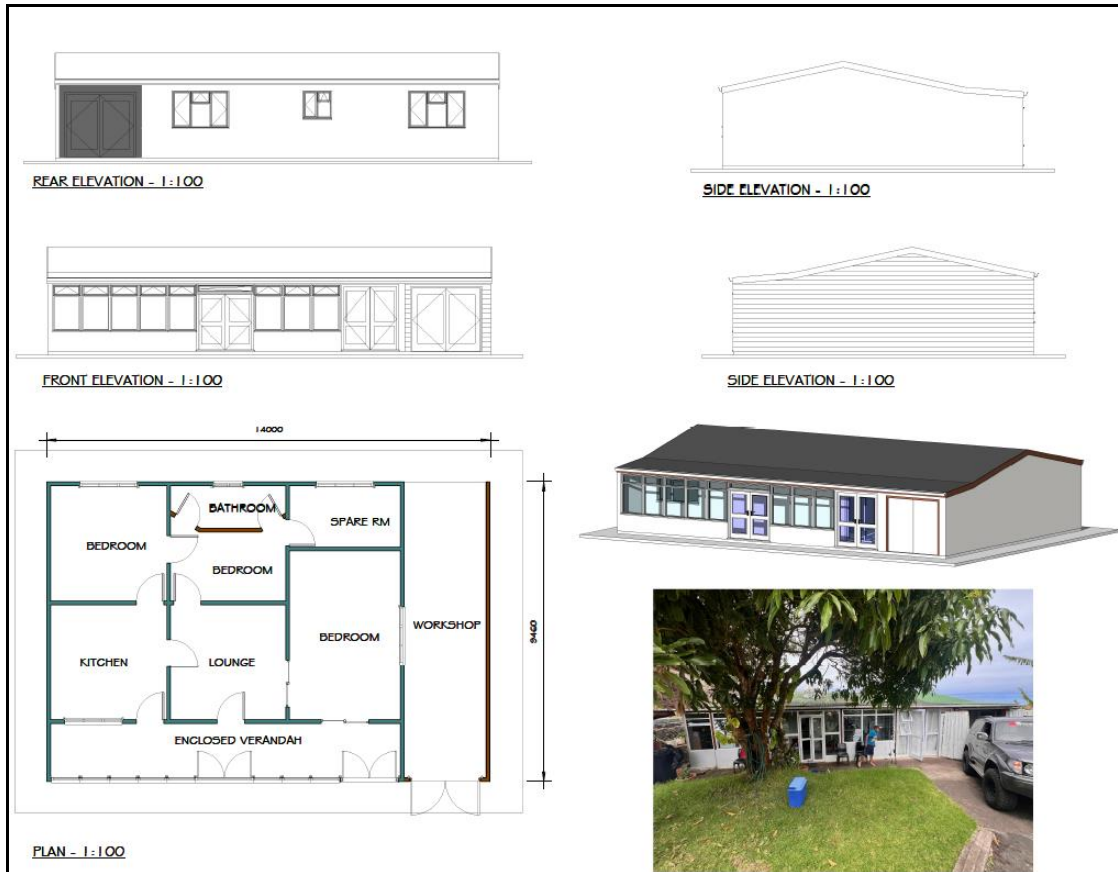 REAR ELEVATION - 1:100
SIDE ELEVATION - 1:100
FRONT ELEVATION - 1:100
SIDE ELEVATION - 1:100
14000
BATHROOM
SPARE RM
BEDROOM
BEDROOM
9460
WORKSHOP
BEDROOM
KITCHEN
LOUNGE
ENCLOSED VERANDAH
PLAN - 1:100